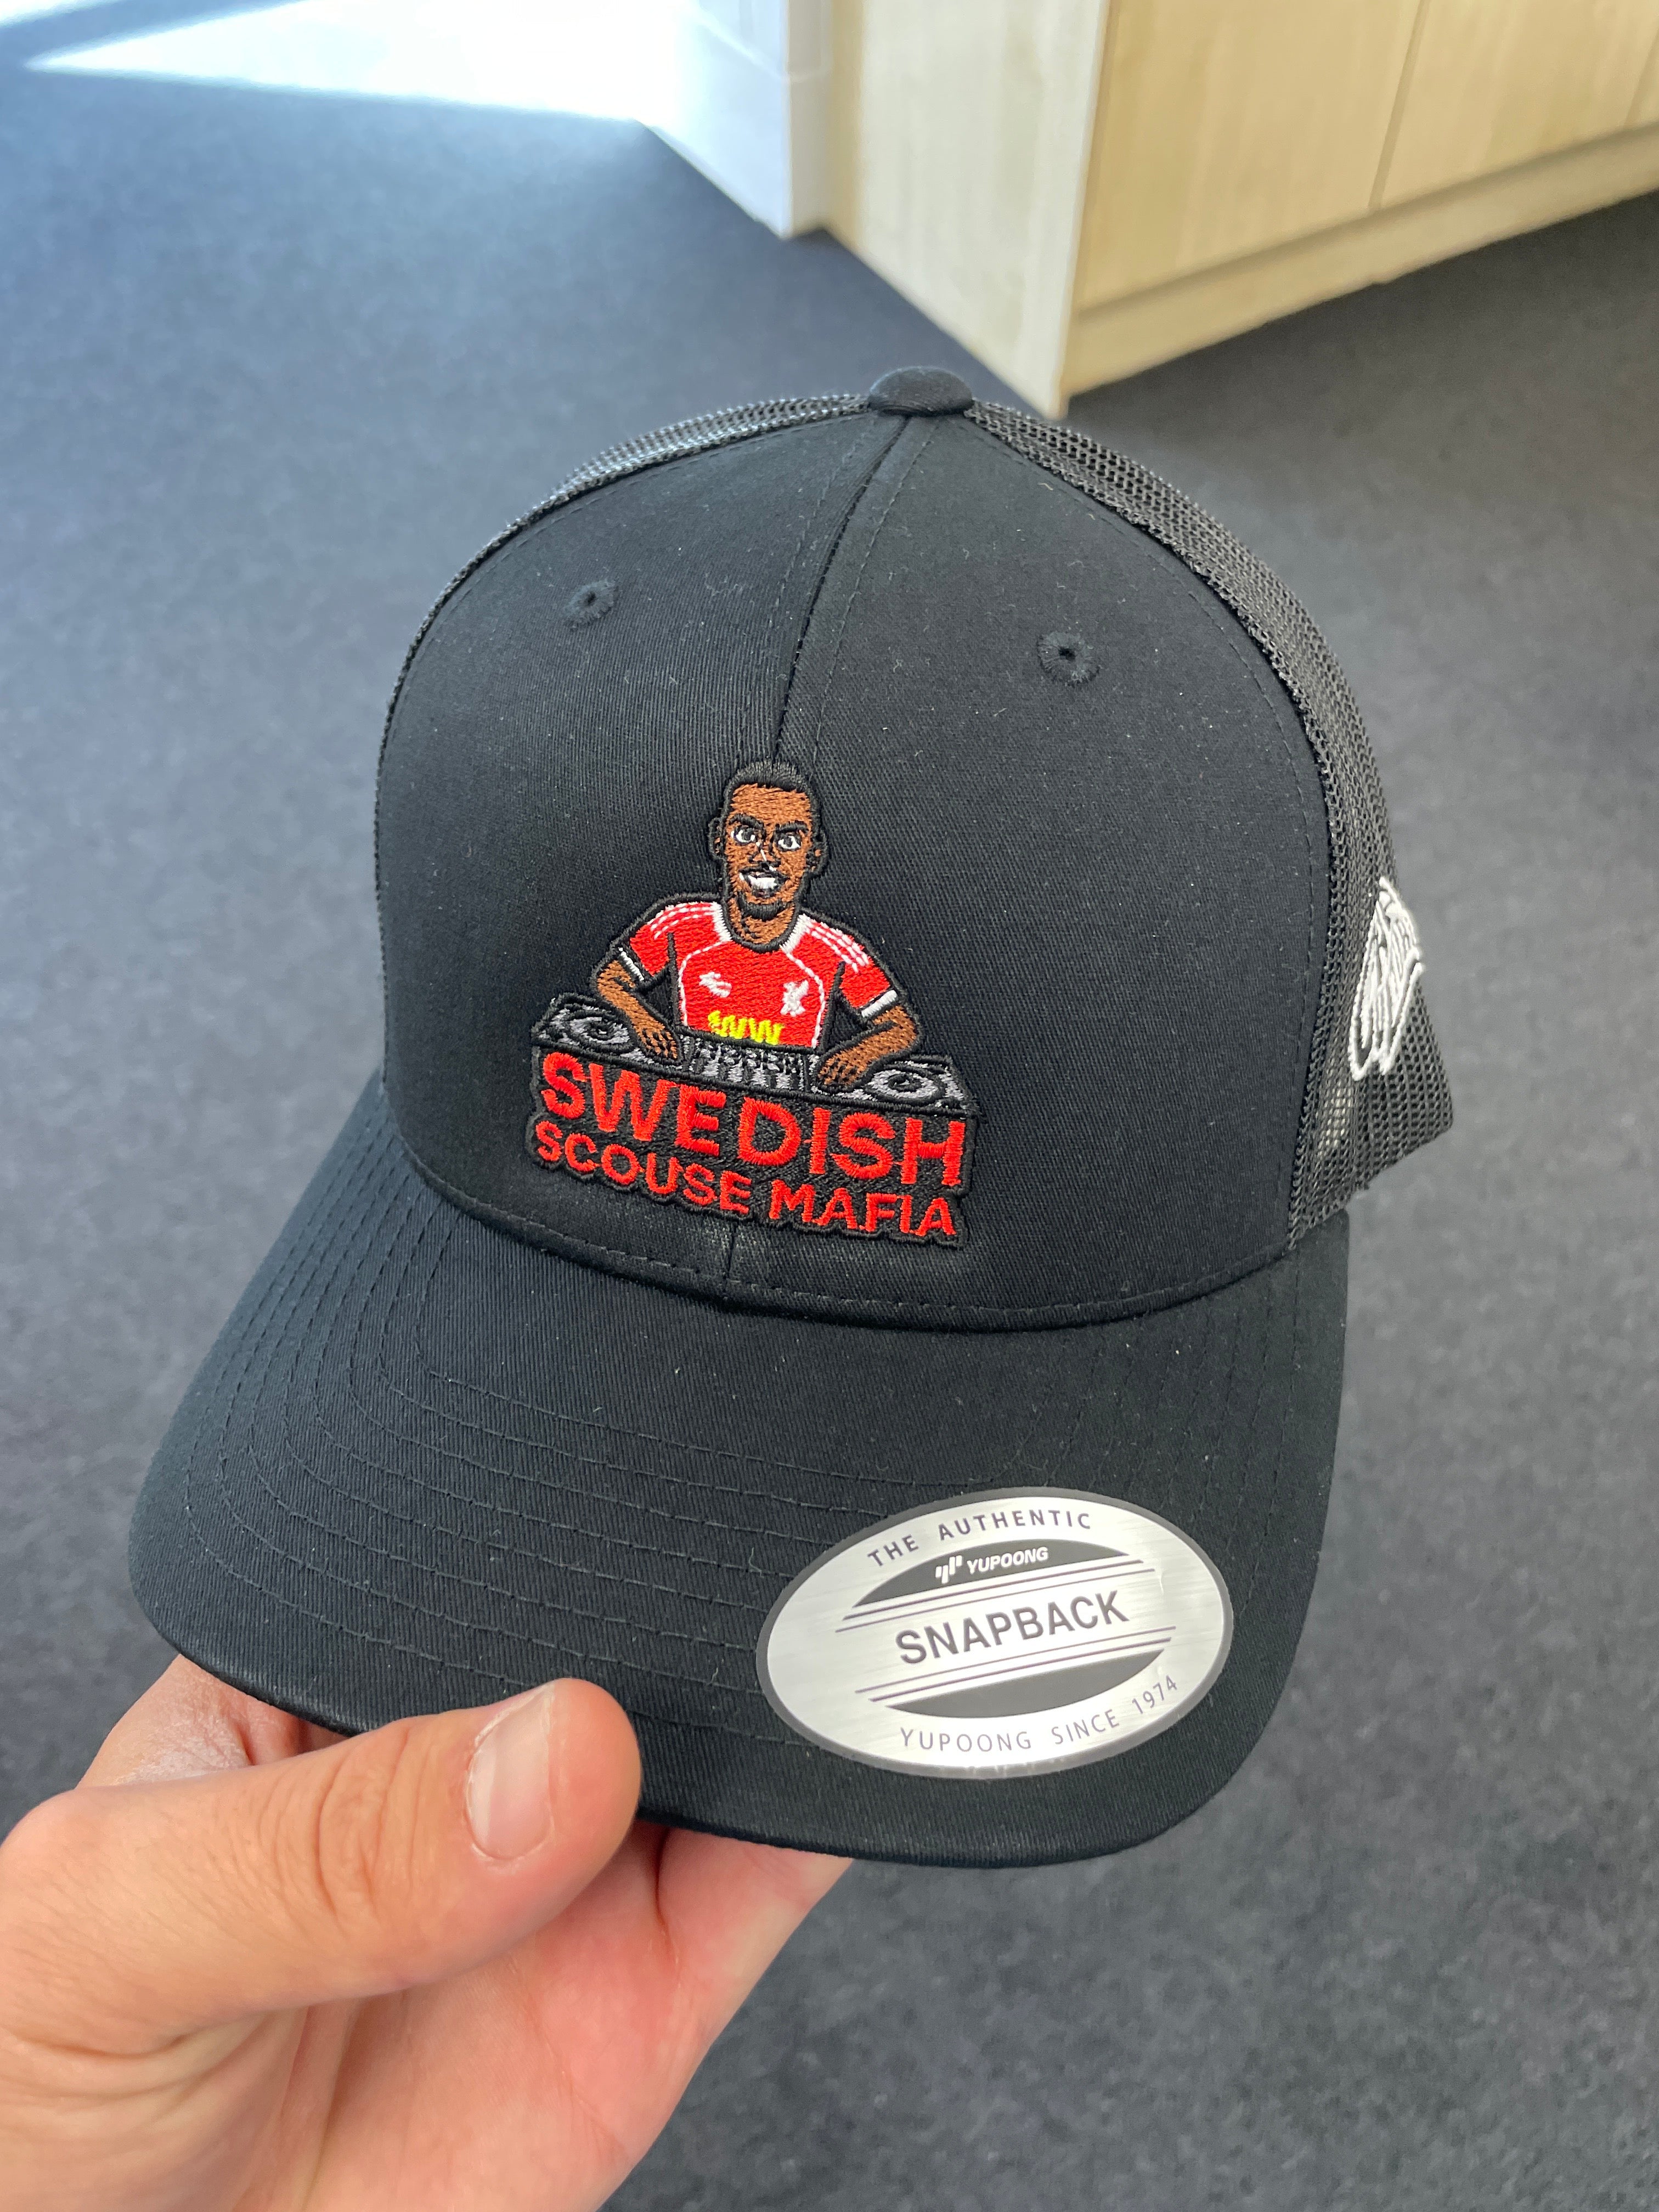 SWEDISH
SCOUSE MAFIA
THE AUTHENTIC
YUPOONG
SNAPBACK
YUPOONG SINCE 1974